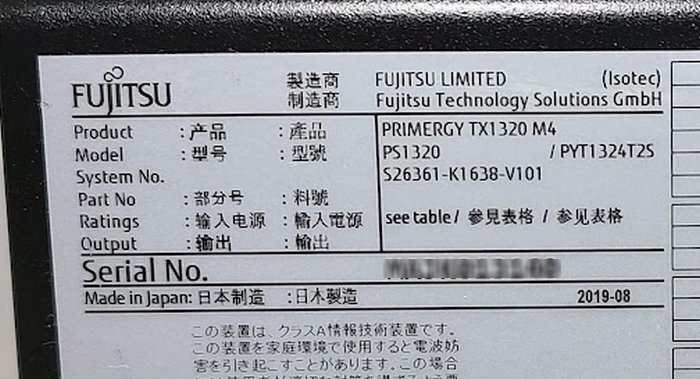 FUJITSU 製造商 FUJITSU LIMITED (Isotec)
制造商 Fujitsu Technology Solutions GmbH
Product : 产品 : 產品 PRIMERGY TX1320 M4
Model : 型号 : 型號 PS1320 / PYT1324T2S
System No. S26361-K1638-V101
Part No : 部分号 : 料號
Ratings : 输入电源 : 輸入電源 see table / 參見表格 / 参见表格
Output : 输出 : 輸出
Serial No.
Made in Japan: 日本制造 : 日本製造 2019-08
この装置は、クラスA情報技術装置です。
この装置を家庭環境で使用すると電波妨
害を引き起こすことがあります。この場合